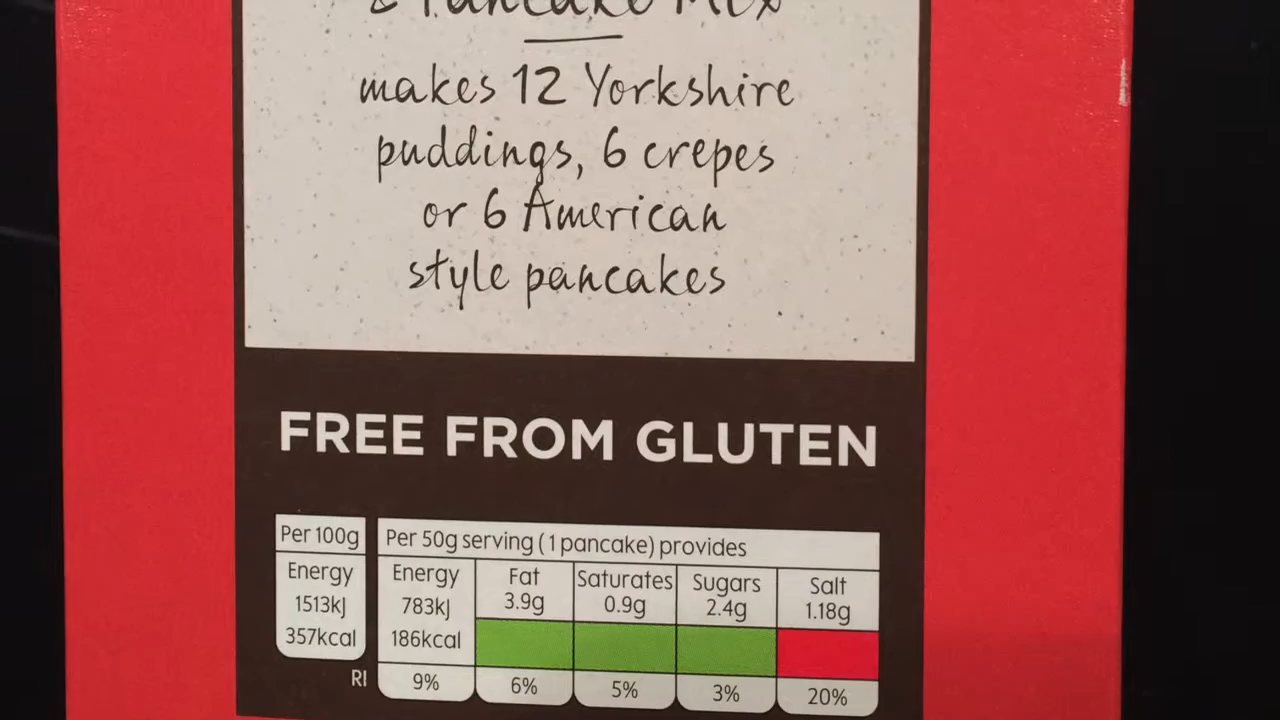 & Pancake Mix
makes 12 Yorkshire
puddings, 6 crepes
or 6 American
style pancakes
FREE FROM GLUTEN
Per 100g
Energy
1513kJ
357kcal
Per 50g serving (1 pancake) provides
Energy Fat Saturates Sugars Salt
783kJ 3.9g 0.9g 2.4g 1.18g
186kcal
RI 9% 6% 5% 3% 20%